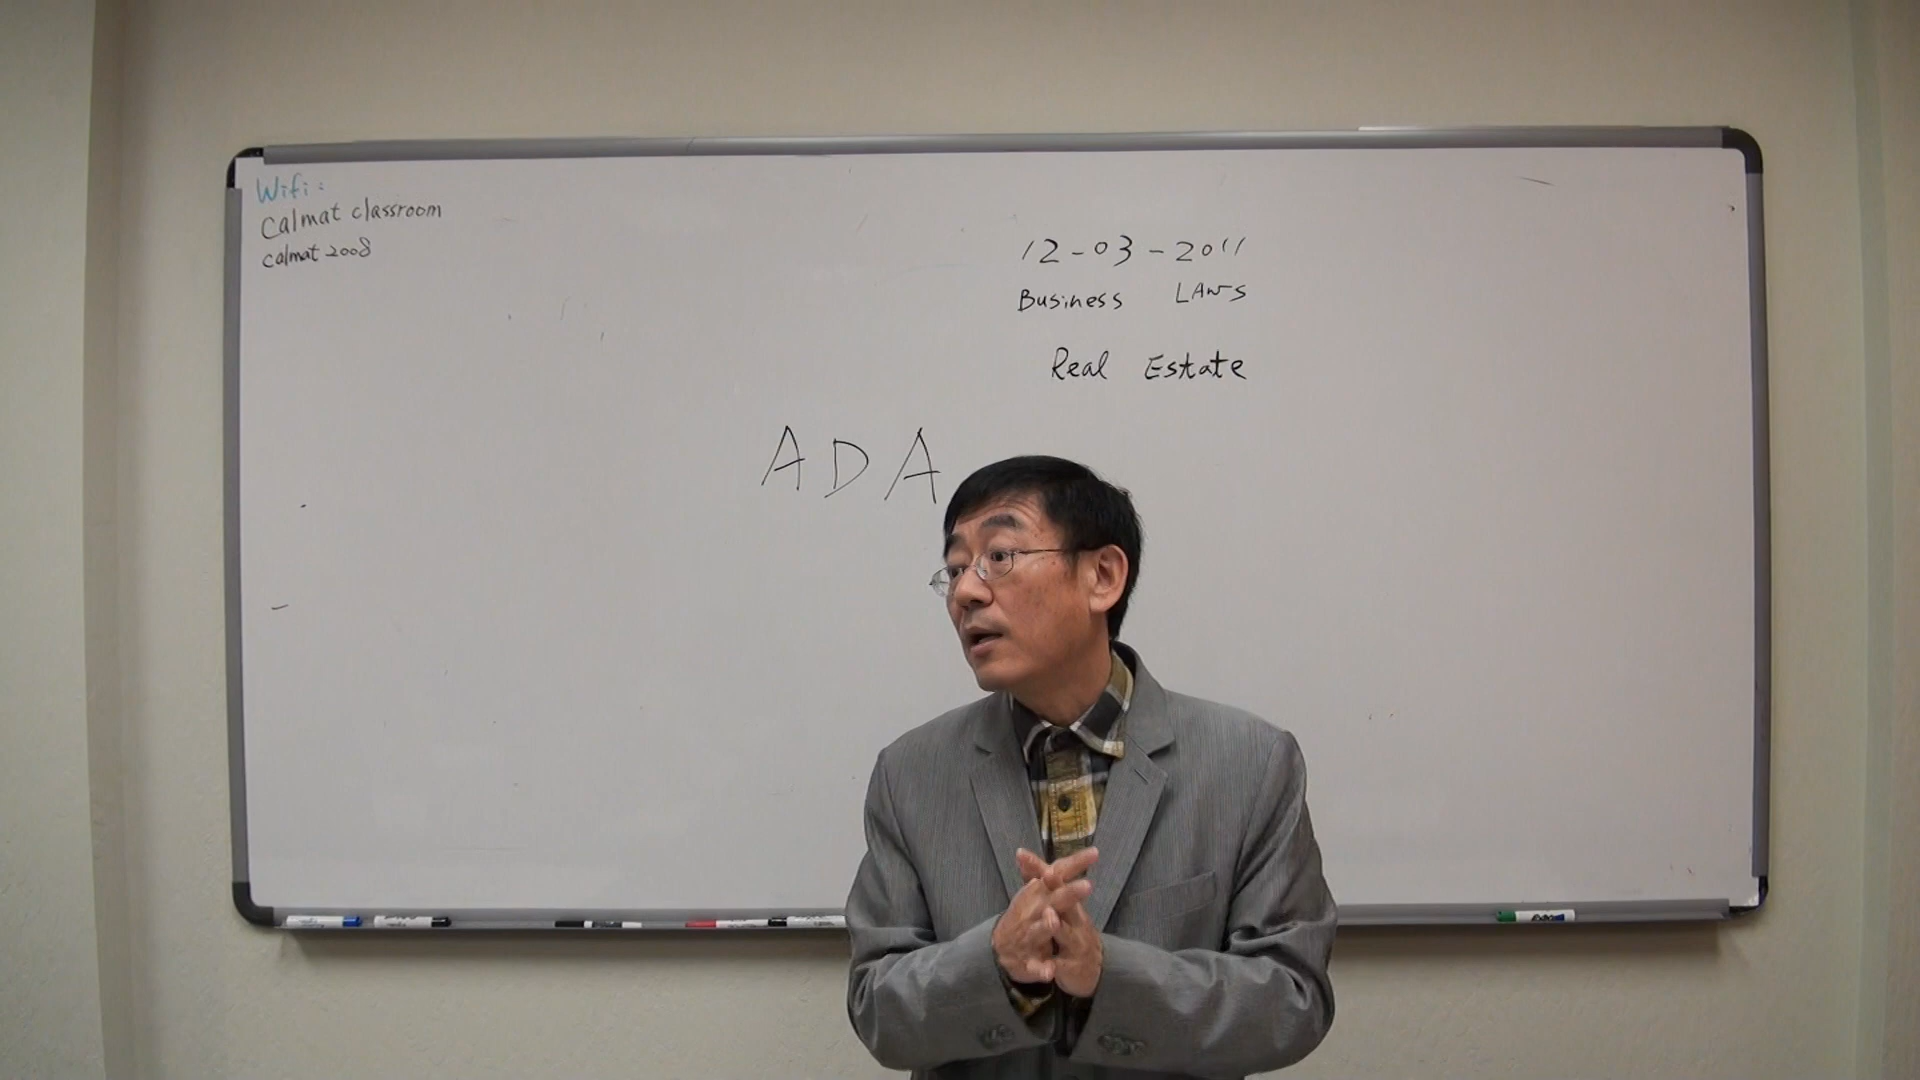 Wifi:
Calmat classroom
calmat 2008
12-03-2011
Business LAws
Real Estate
ADA